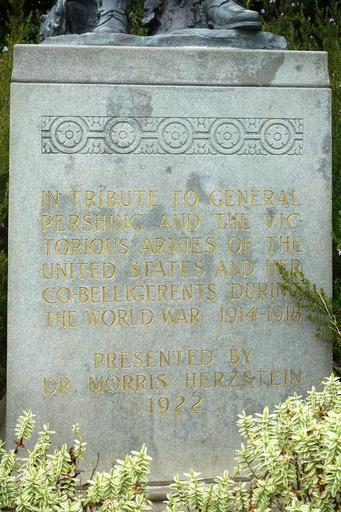 IN TRIBUTE TO GENERAL
PERSHING AND THE VIC-
TORIOUS ARMIES OF THE
UNITED STATES AND HER
CO-BELLIGERENTS DURING
THE WORLD WAR 1914-1918
PRESENTED BY
DR. MORRIS HERZSTEIN
1922